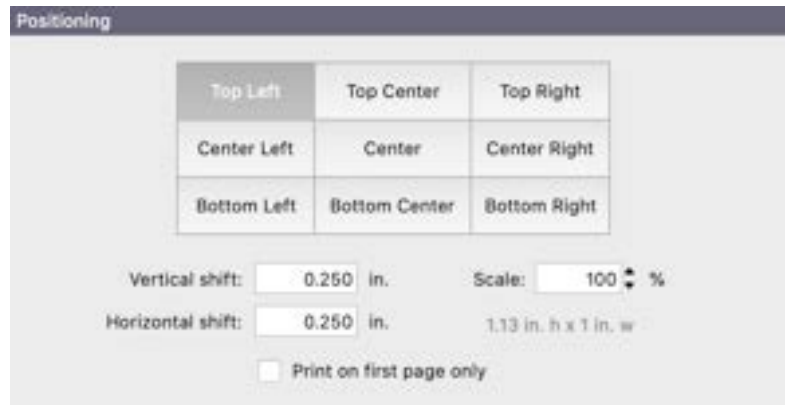 Positioning
Top Left Top Center Top Right
Center Left Center Center Right
Bottom Left Bottom Center Bottom Right
Vertical shift: 0.250 in. Scale: 100 %
Horizontal shift: 0.250 in. 1.13 in. h x 1 in. w
Print on first page only